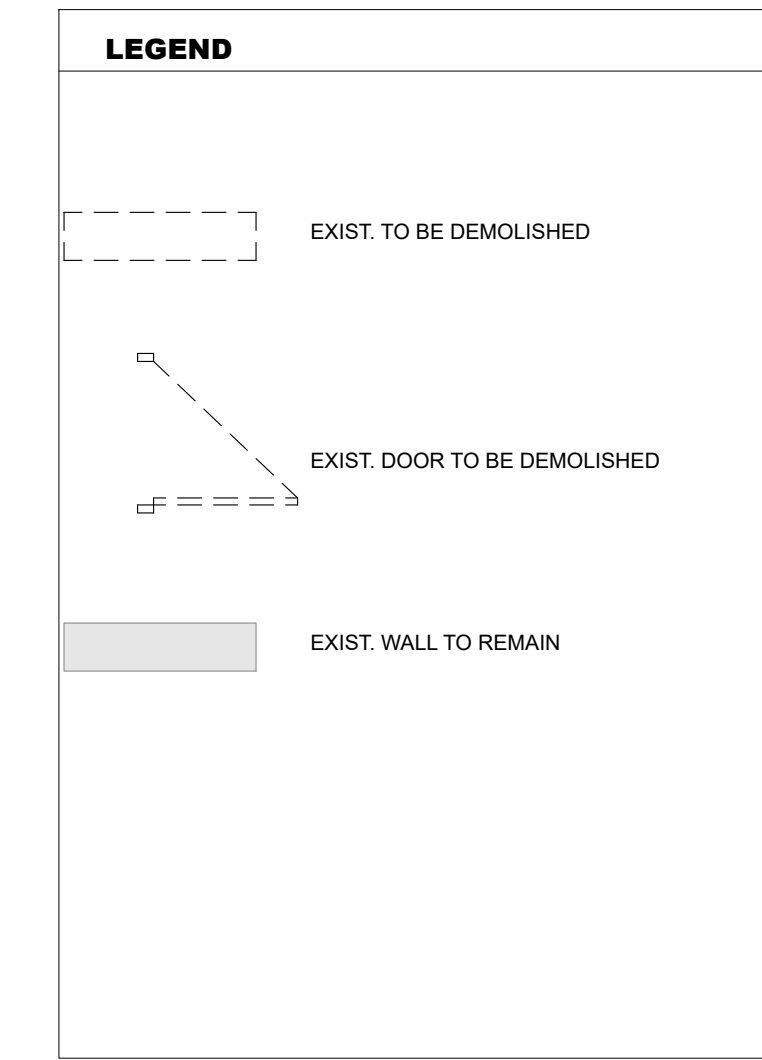 LEGEND
EXIST. TO BE DEMOLISHED
EXIST. DOOR TO BE DEMOLISHED
EXIST. WALL TO REMAIN